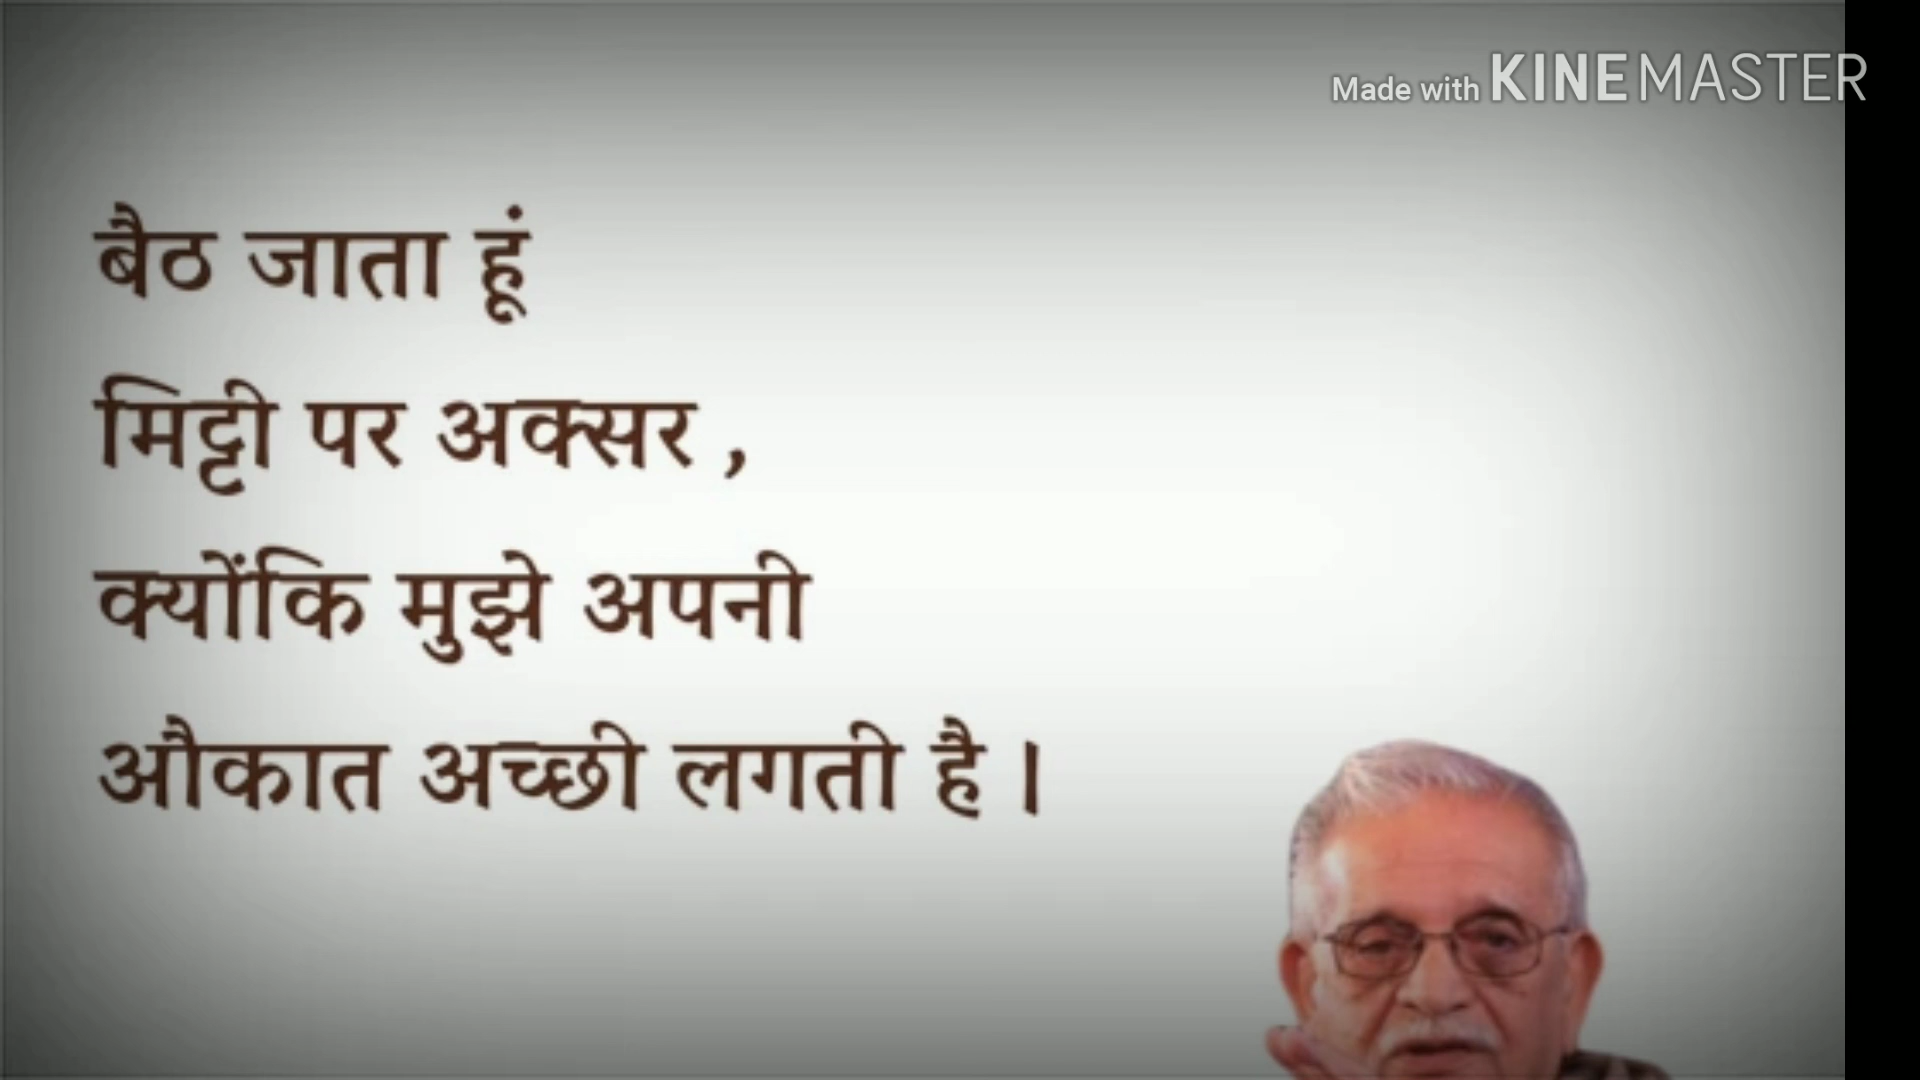 Made with KINEMASTER
बैठ जाता हूं
मिट्टी पर अक्सर ,
क्योंकि मुझे अपनी
औकात अच्छी लगती है ।